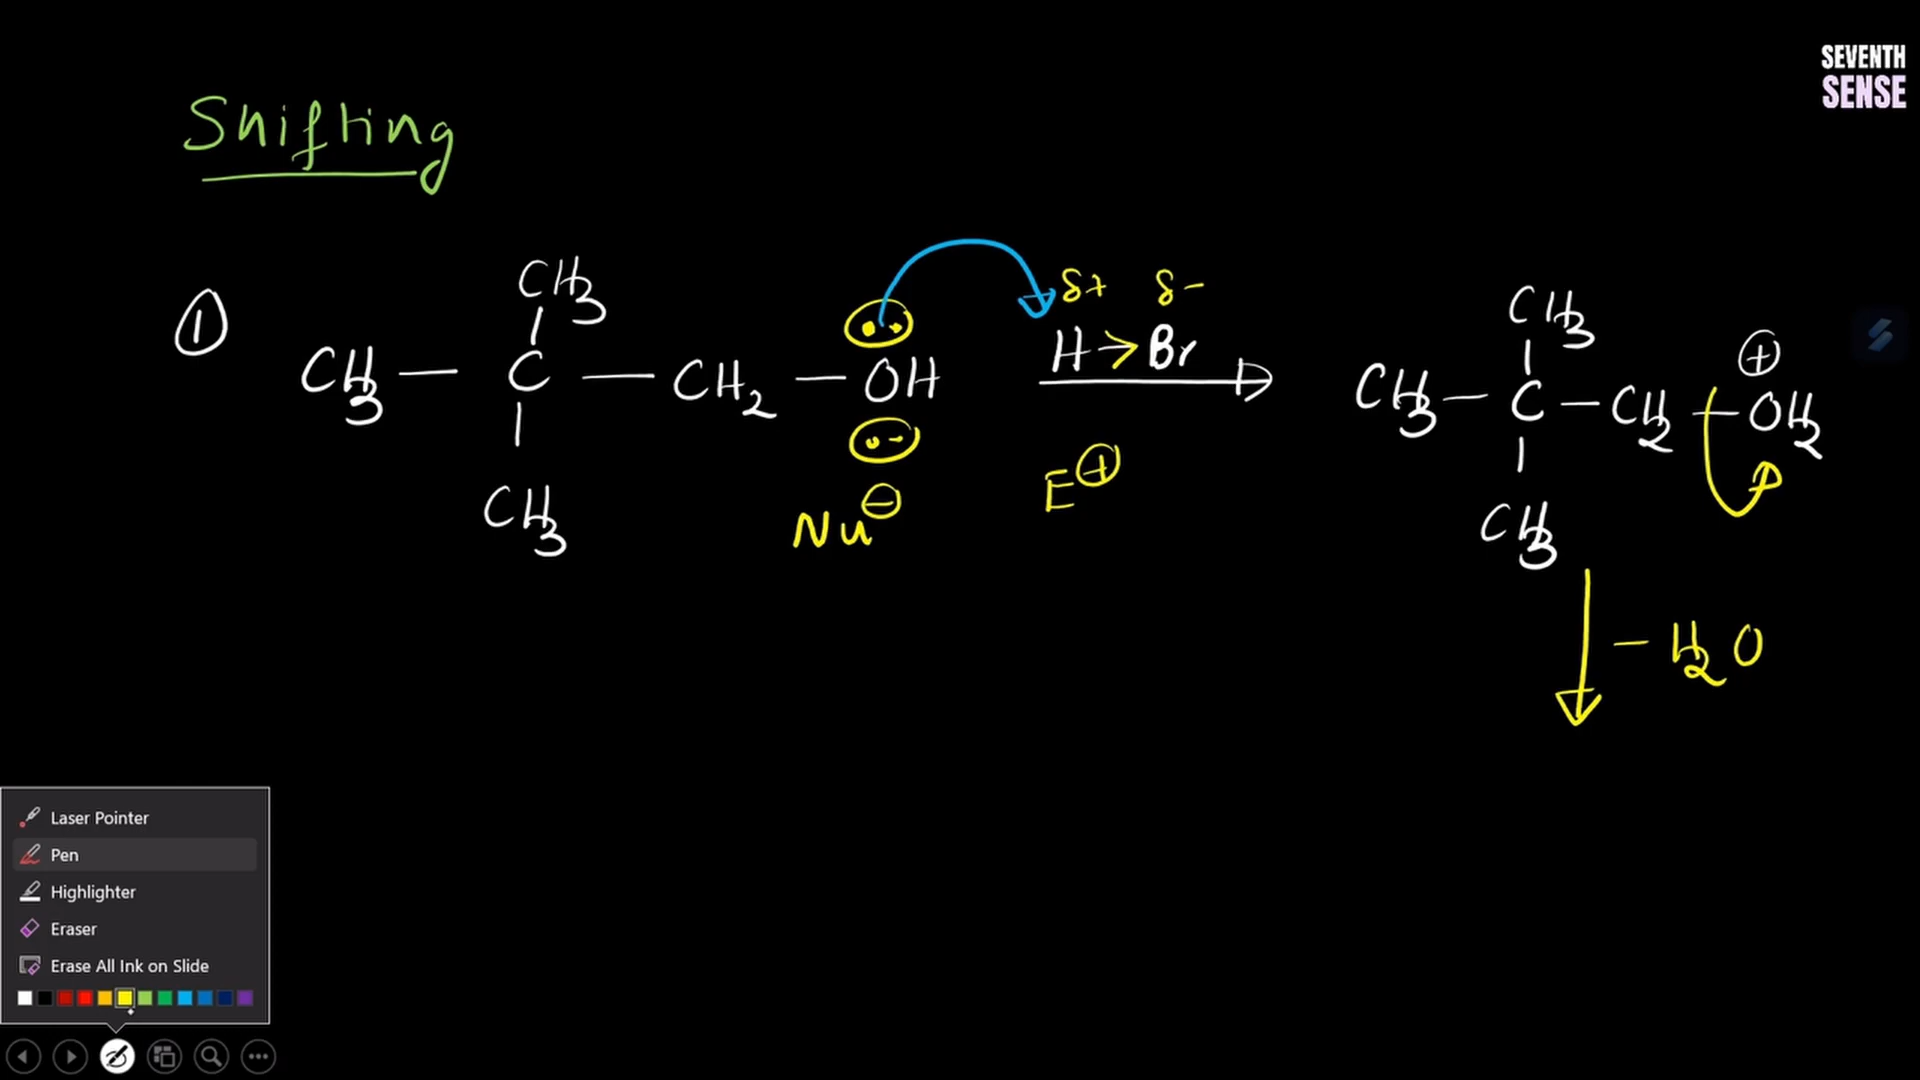 SEVENTH
SENSE
Shifting
①
CH3 CH3
δ+ δ-
H > Br
CH3 — C — CH2 — OH
CH3 — C — CH2 — OH2 ⊕
CH3 CH3
Nu⊖ E⊕
- H2O
Laser Pointer
Pen
Highlighter
Eraser
Erase All Ink on Slide